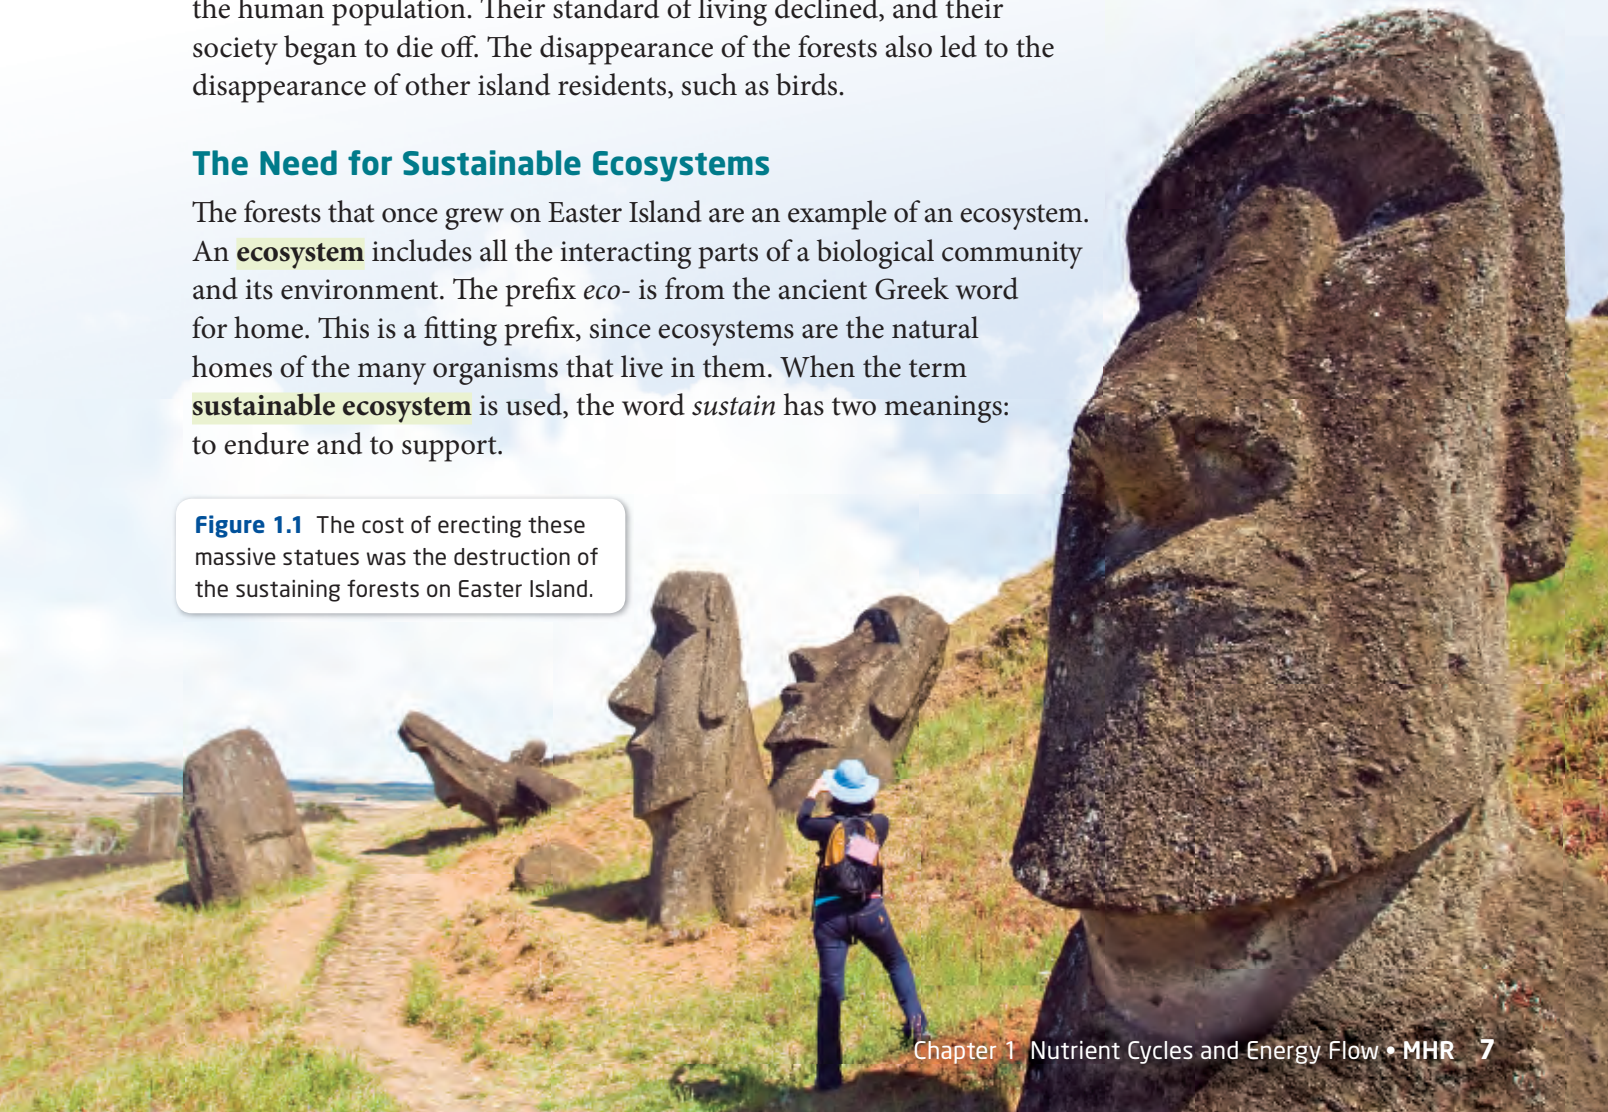 the human population. Their standard of living declined, and their
society began to die off. The disappearance of the forests also led to the
disappearance of other island residents, such as birds.
The Need for Sustainable Ecosystems
The forests that once grew on Easter Island are an example of an ecosystem.
An ecosystem includes all the interacting parts of a biological community
and its environment. The prefix eco- is from the ancient Greek word
for home. This is a fitting prefix, since ecosystems are the natural
homes of the many organisms that live in them. When the term
sustainable ecosystem is used, the word sustain has two meanings:
to endure and to support.
Figure 1.1 The cost of erecting these
massive statues was the destruction of
the sustaining forests on Easter Island.
Chapter 1 Nutrient Cycles and Energy Flow • MHR 7